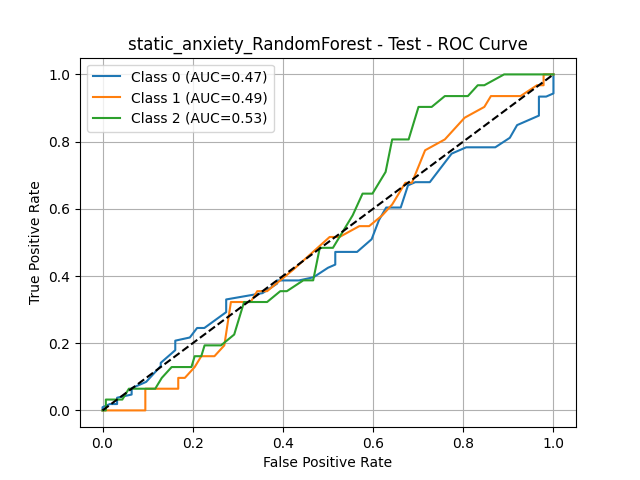 static_anxiety_RandomForest - Test - ROC Curve
Class 0 (AUC=0.47)
Class 1 (AUC=0.49)
Class 2 (AUC=0.53)
True Positive Rate
1.0
0.8
0.6
0.4
0.2
0.0
0.0 0.2 0.4 0.6 0.8 1.0
False Positive Rate